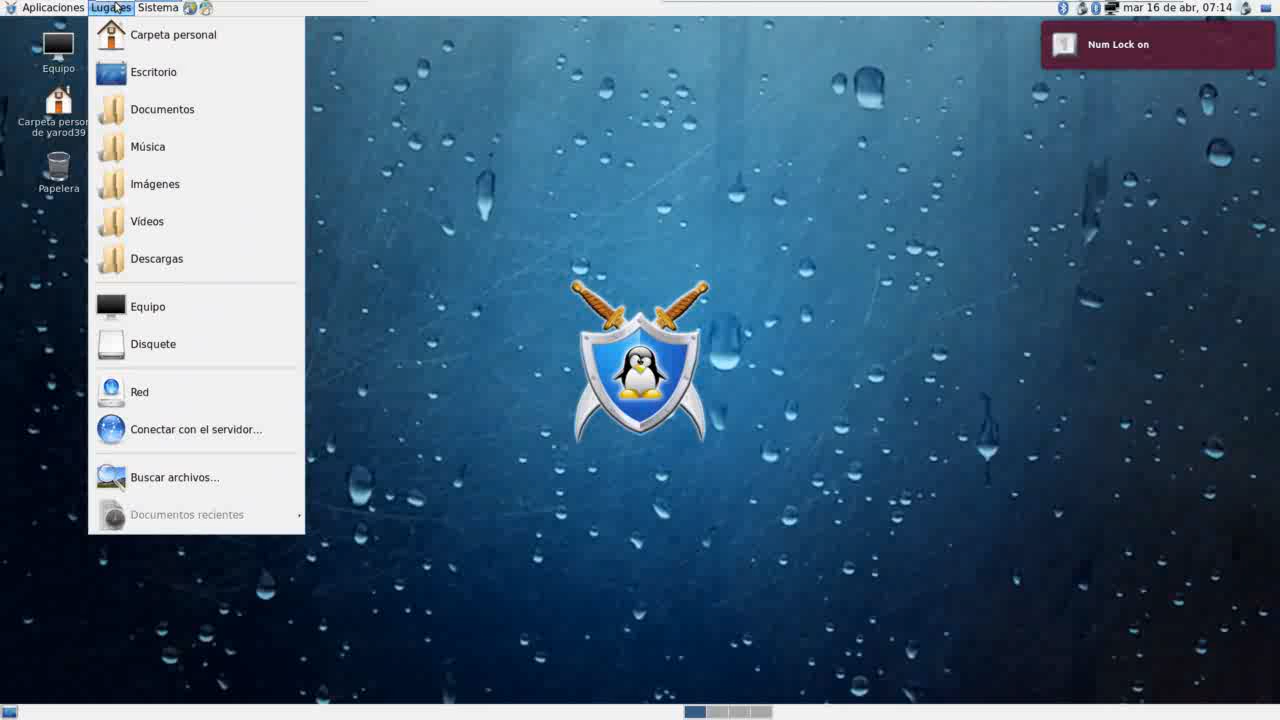 Aplicaciones Lugares Sistema mar 16 de abr, 07:14
Equipo
Carpeta person
de yarod39
Papelera
Carpeta personal
Escritorio
Documentos
Música
Imágenes
Vídeos
Descargas
Equipo
Disquete
Red
Conectar con el servidor...
Buscar archivos...
Documentos recientes
Num Lock on